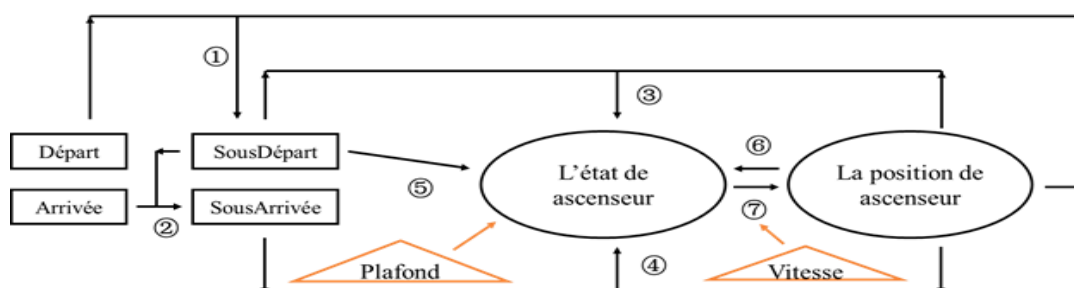 ①
③
Départ
SousDépart
⑥
L'état de
ascenseur
La position de
ascenseur
⑤
Arrivée
SousArrivée
②
⑦
④
Plafond
Vitesse